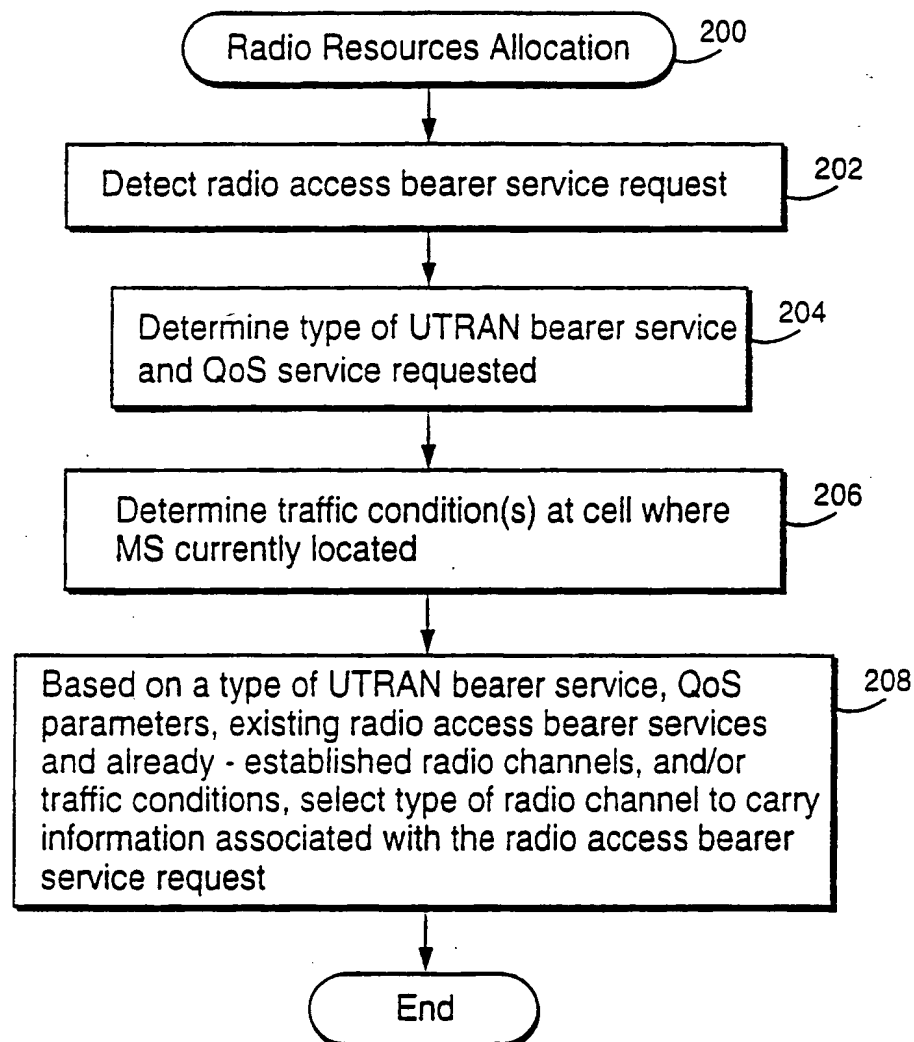 Radio Resources Allocation
200
Detect radio access bearer service request
202
Determine type of UTRAN bearer service
and QoS service requested
204
Determine traffic condition(s) at cell where
MS currently located
206
Based on a type of UTRAN bearer service, QoS
parameters, existing radio access bearer services
and already - established radio channels, and/or
traffic conditions, select type of radio channel to carry
information associated with the radio access bearer
service request
208
End